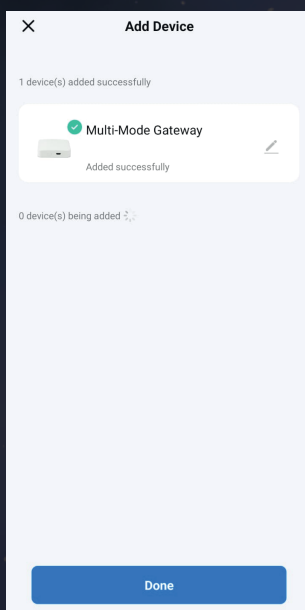 Add Device
1 device(s) added successfully
Multi-Mode Gateway
Added successfully
0 device(s) being added
Done